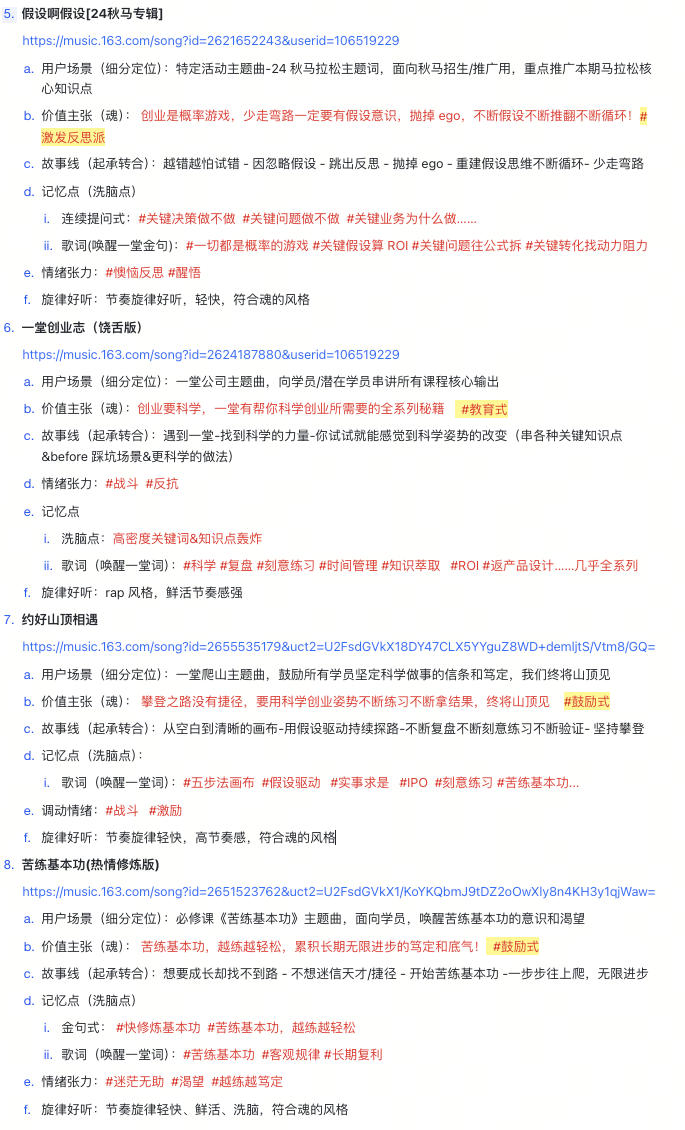 5. 假设啊假设[24秋马专辑]
https://music.163.com/song?id=2621652243&userid=106519229
a. 用户场景（细分定位）：特定活动主题曲-24 秋马拉松主题词，面向秋马招生/推广用，重点推广本期马拉松核
心知识点
b. 价值主张（魂）： 创业是概率游戏，少走弯路一定要有假设意识，抛掉 ego，不断假设不断推翻不断循环！#
激发反思派
c. 故事线（起承转合）：越错越怕试错 - 因忽略假设 - 跳出反思 - 抛掉 ego - 重建假设思维不断循环- 少走弯路
d. 记忆点（洗脑点）
i. 连续提问式：#关键决策做不做 #关键问题做不做 #关键业务为什么做……
ii. 歌词(唤醒一堂金句)：#一切都是概率的游戏 #关键假设算 ROI #关键问题往公式拆 #关键转化找动力阻力
e. 情绪张力：#懊恼反思 #醒悟
f. 旋律好听：节奏旋律好听，轻快，符合魂的风格
6. 一堂创业志（饶舌版）
https://music.163.com/song?id=2624187880&userid=106519229
a. 用户场景（细分定位）：一堂公司主题曲，向学员/潜在学员串讲所有课程核心输出
b. 价值主张（魂）：创业要科学，一堂有帮你科学创业所需要的全系列秘籍 #教育式
c. 故事线（起承转合）：遇到一堂-找到科学的力量-你试试就能感觉到科学姿势的改变（串各种关键知识点
&before 踩坑场景&更科学的做法）
d. 情绪张力：#战斗 #反抗
e. 记忆点
i. 洗脑点：高密度关键词&知识点轰炸
ii. 歌词（唤醒一堂词）：#科学 #复盘 #刻意练习 #时间管理 #知识萃取 #ROI #返产品设计……几乎全系列
f. 旋律好听：rap 风格，鲜活节奏感强
7. 约好山顶相遇
https://music.163.com/song?id=2655535179&uct2=U2FsdGVkX18DY47CLX5YYguZ8WD+demljtS/Vtm8/GQ=
a. 用户场景（细分定位）：一堂爬山主题曲，鼓励所有学员坚定科学做事的信条和笃定，我们终将山顶见
b. 价值主张（魂）： 攀登之路没有捷径，要用科学创业姿势不断练习不断拿结果，终将山顶见 #鼓励式
c. 故事线（起承转合）：从空白到清晰的画布-用假设驱动持续探路-不断复盘不断刻意练习不断验证- 坚持攀登
d. 记忆点（洗脑点）：
i. 歌词（唤醒一堂词）：#五步法画布 #假设驱动 #实事求是 #IPO #刻意练习 #苦练基本功...
e. 调动情绪：#战斗 #激励
f. 旋律好听：节奏旋律轻快，高节奏感，符合魂的风格
8. 苦练基本功(热情修炼版)
https://music.163.com/song?id=2651523762&uct2=U2FsdGVkX1/KoYKQbmJ9tDZ2oOwXly8n4KH3y1qjWaw=
a. 用户场景（细分定位）：必修课《苦练基本功》主题曲，面向学员，唤醒苦练基本功的意识和渴望
b. 价值主张（魂）： 苦练基本功，越练越轻松，累积长期无限进步的笃定和底气！ #鼓励式
c. 故事线（起承转合）：想要成长却找不到路 - 不想迷信天才/捷径 - 开始苦练基本功 -一步步往上爬，无限进步
d. 记忆点（洗脑点）
i. 金句式： #快修炼基本功 #苦练基本功，越练越轻松
ii. 歌词（唤醒一堂词）：#苦练基本功 #客观规律 #长期复利
e. 情绪张力：#迷茫无助 #渴望 #越练越笃定
f. 旋律好听：节奏旋律轻快、鲜活、洗脑，符合魂的风格